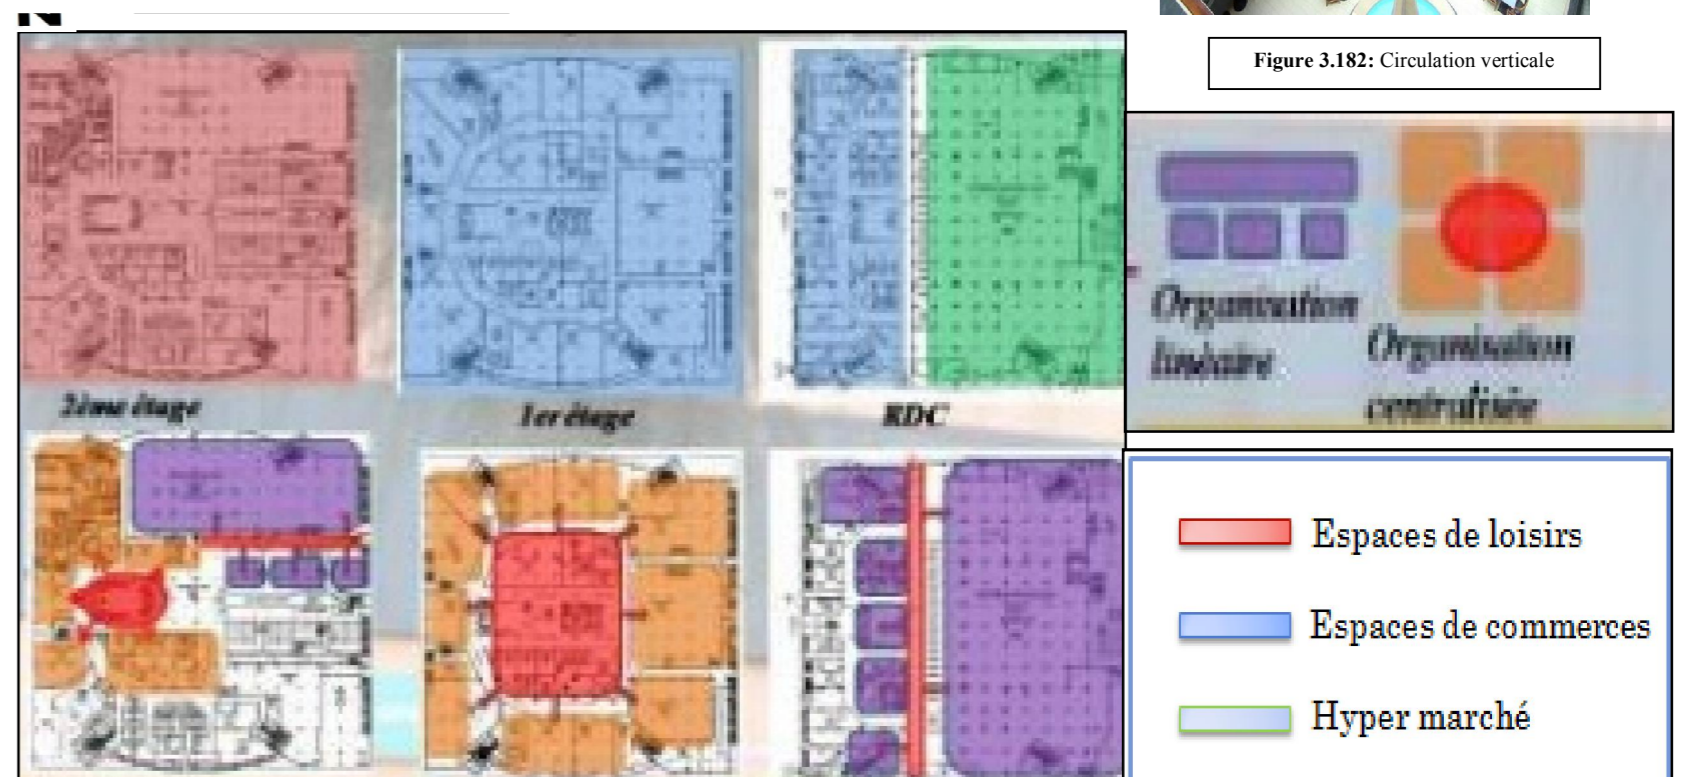 N
Figure 3.182: Circulation verticale
2ème étage
1er étage
RDC
Organisation
linéaire
Organisation
centralisée
Espaces de loisirs
Espaces de commerces
Hyper marché